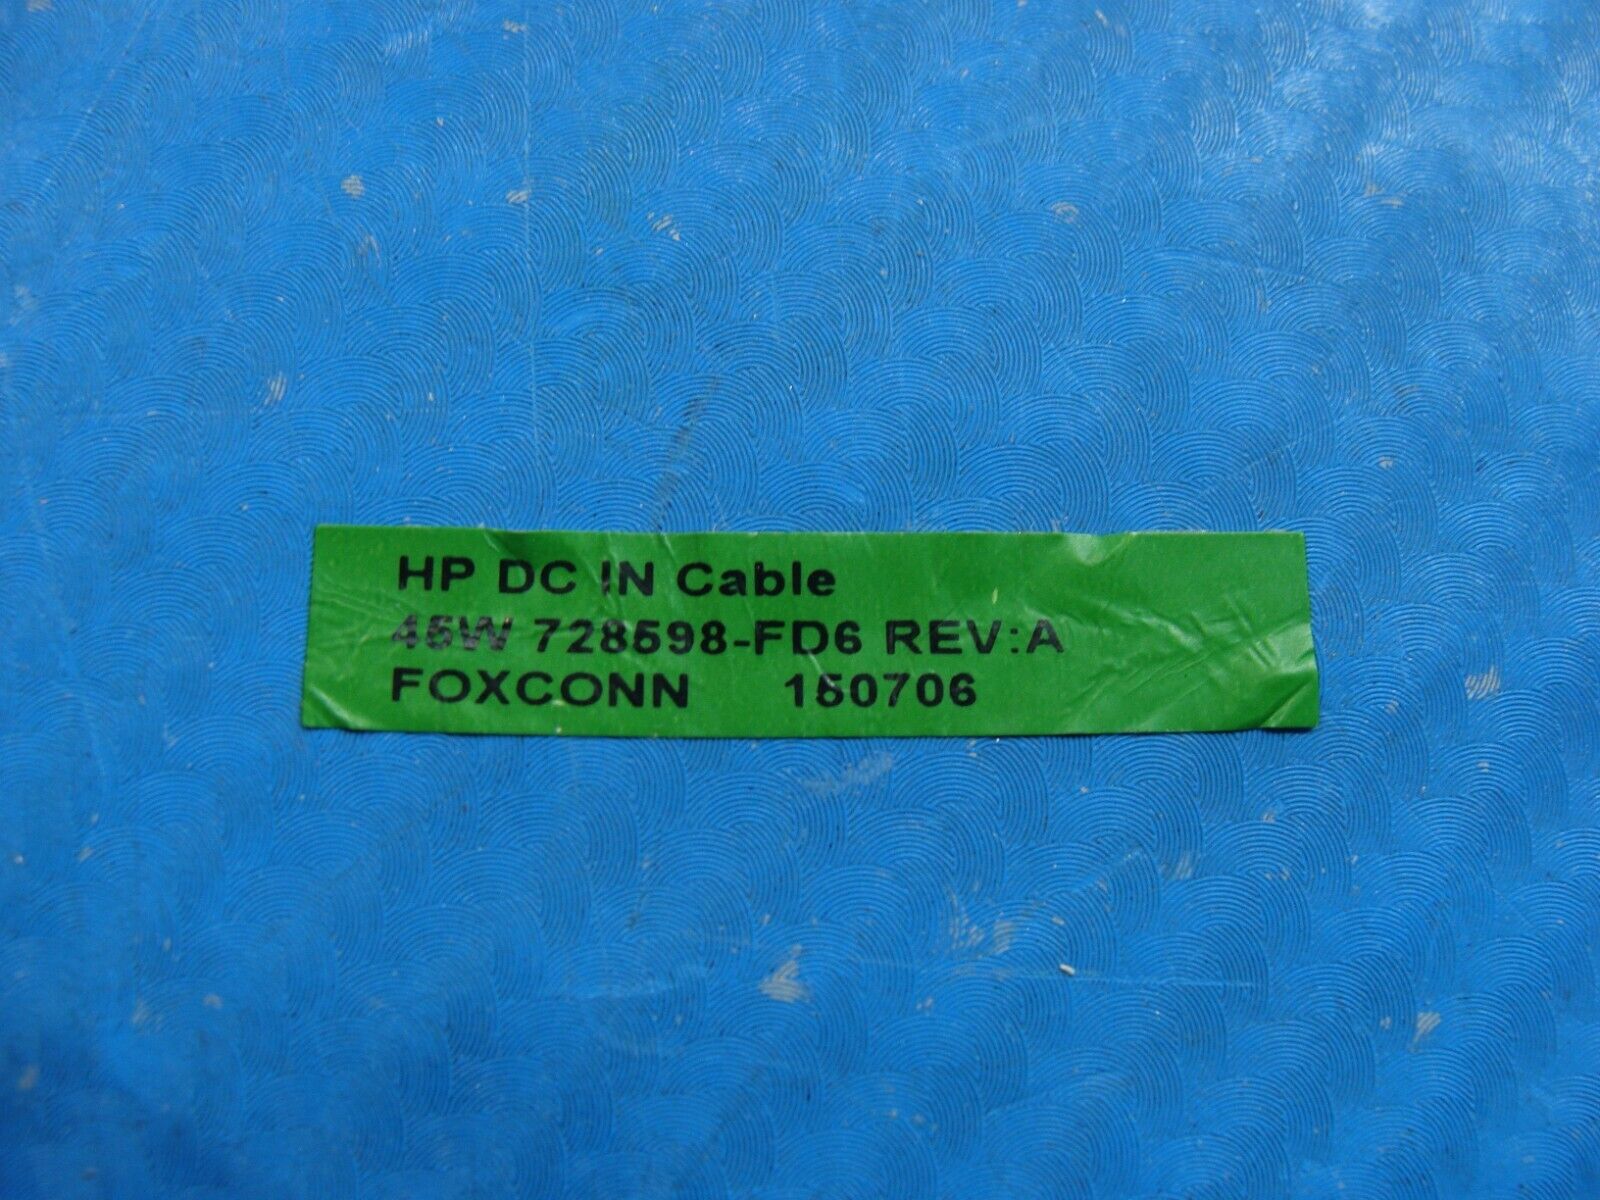 HP DC IN Cable
45W 728598-FD6 REV:A
FOXCONN 150706